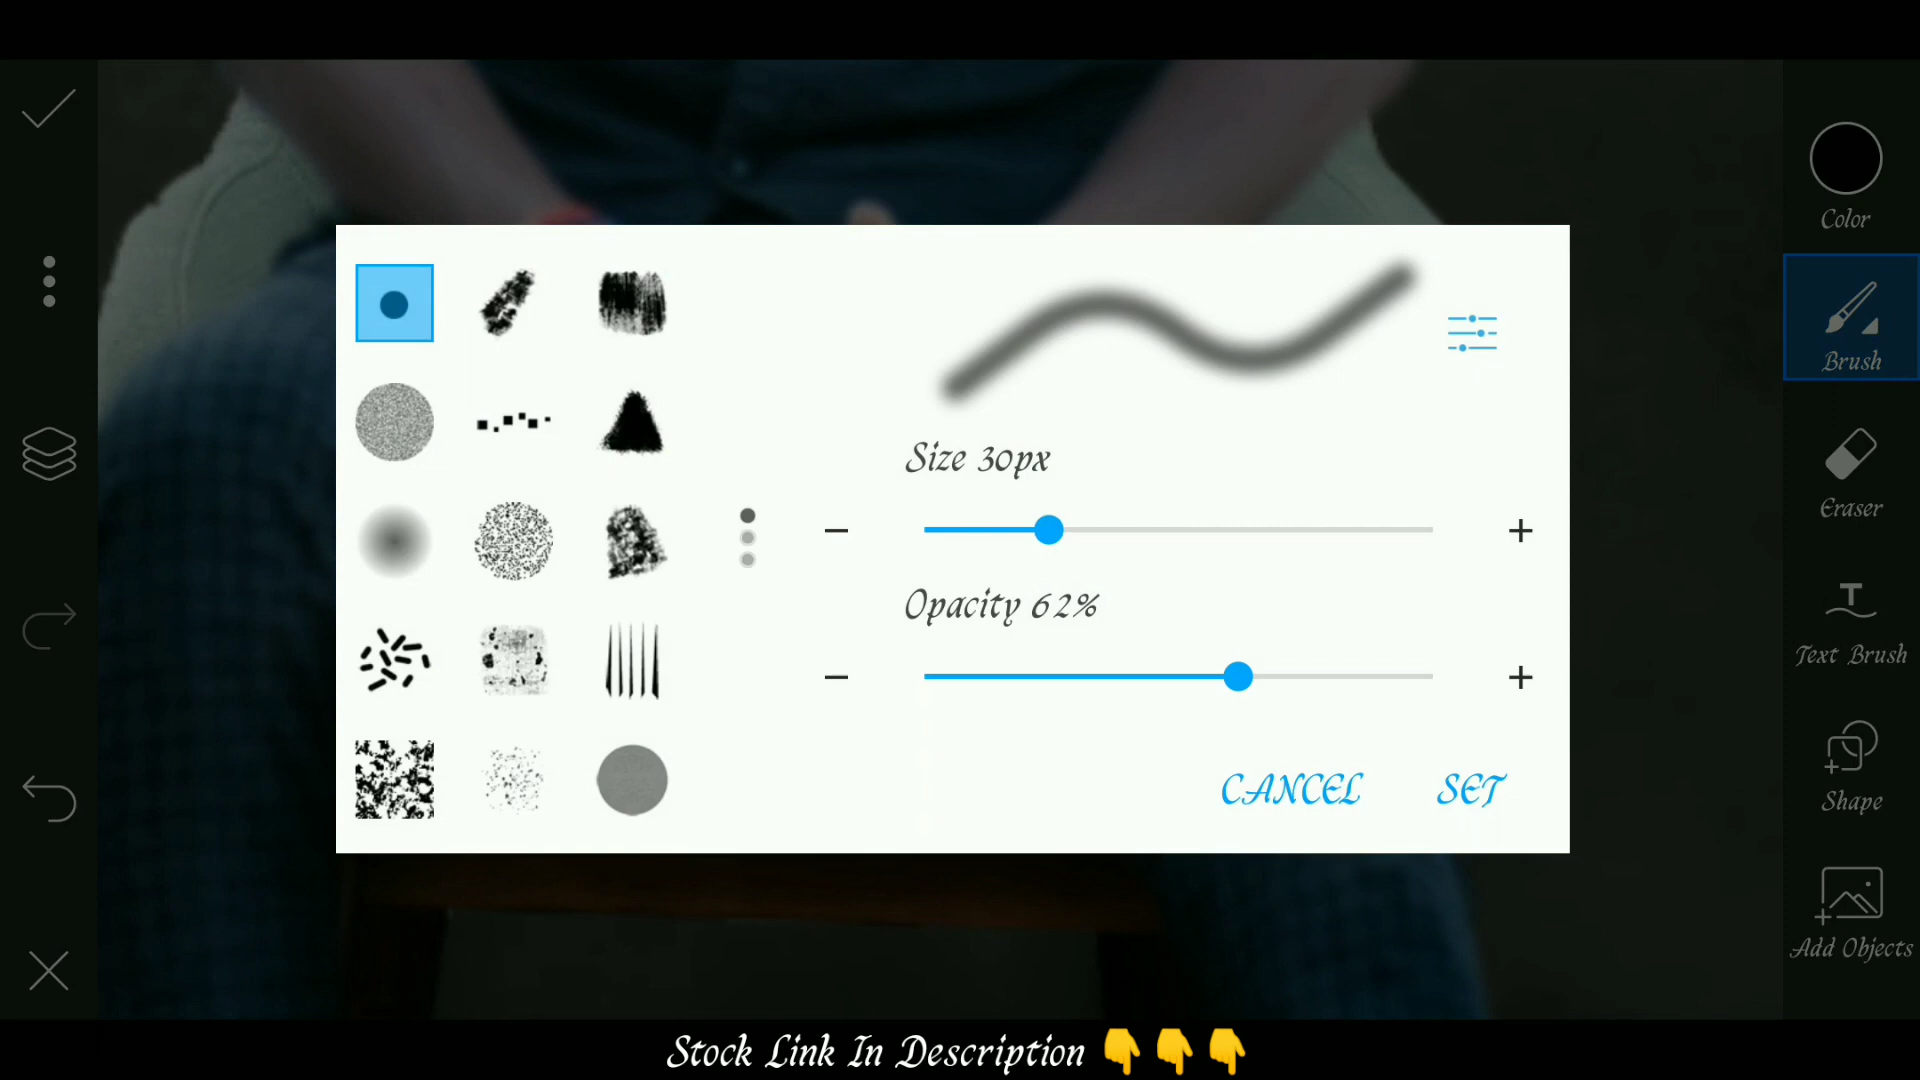 Color
Brush
Size 30px
Eraser
Opacity 62%
Text Brush
CANCEL SET
Shape
Add Objects
Stock Link In Description 👇👇👇